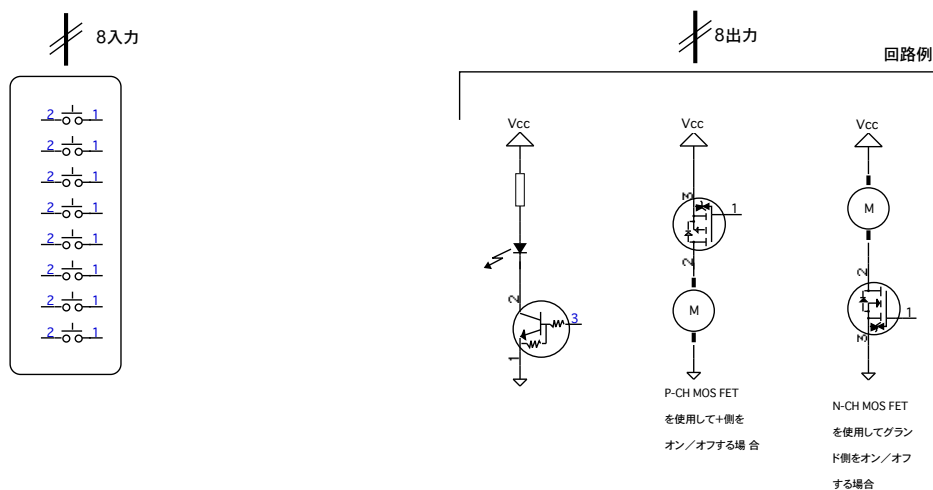 8入力
8出力
回路例
2 1
2 1
2 1
2 1
2 1
2 1
2 1
2 1
Vcc
2
3
1
Vcc
3
1
2
M
P-CH MOS FET
を使用して+側を
オン／オフする場 合
Vcc
M
2
1
3
N-CH MOS FET
を使用してグラン
ド側をオン／オフ
する場合